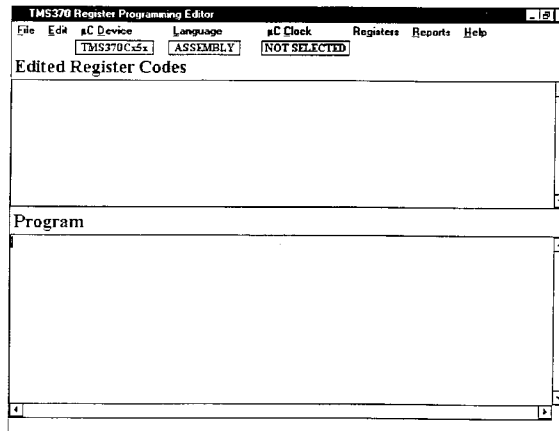 TMS370 Register Programming Editor
File Edit µC Device Language µC Clock Registers Reports Help
TMS370Cx5x ASSEMBLY NOT SELECTED
Edited Register Codes
Program